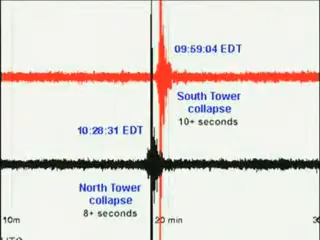 09:59:04 EDT
South Tower
collapse
10+ seconds
10:28:31 EDT
North Tower
collapse
8+ seconds
10m
20 min